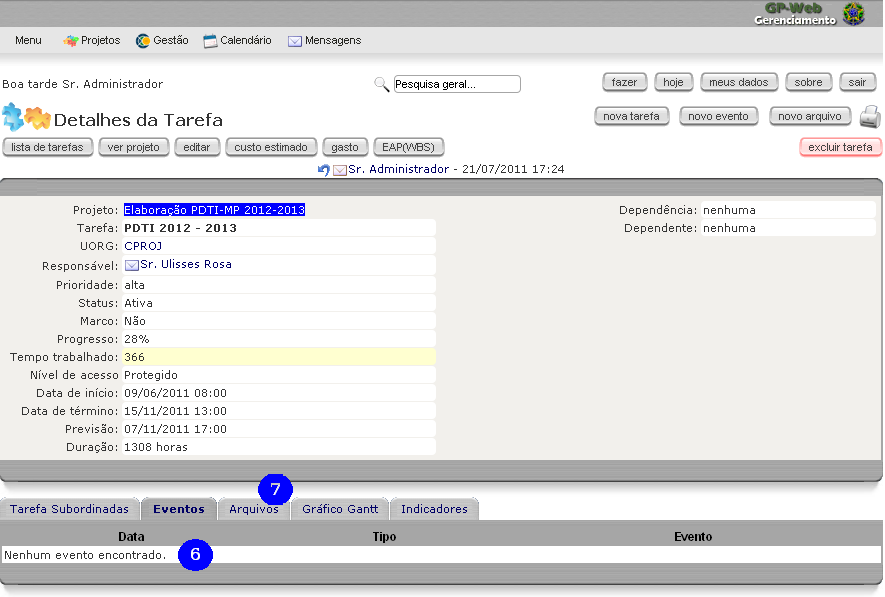 GP-Web
Gerenciamento
Menu Projetos Gestão Calendário Mensagens
Boa tarde Sr. Administrador Pesquisa geral... fazer hoje meus dados sobre sair
Detalhes da Tarefa nova tarefa novo evento novo arquivo
lista de tarefas ver projeto editar custo estimado gasto EAP(WBS) excluir tarefa
Sr. Administrador - 21/07/2011 17:24
Projeto: Elaboração PDTI-MP 2012-2013 Dependência: nenhuma
Tarefa: PDTI 2012 - 2013 Dependente: nenhuma
UORG: CPROJ
Responsável: Sr. Ulisses Rosa
Prioridade: alta
Status: Ativa
Marco: Não
Progresso: 28%
Tempo trabalhado: 366
Nível de acesso Protegido
Data de início: 09/06/2011 08:00
Data de término: 15/11/2011 13:00
Previsão: 07/11/2011 17:00
Duração: 1308 horas
7
Tarefa Subordinadas Eventos Arquivos Gráfico Gantt Indicadores
Data Tipo Evento
Nenhum evento encontrado. 6